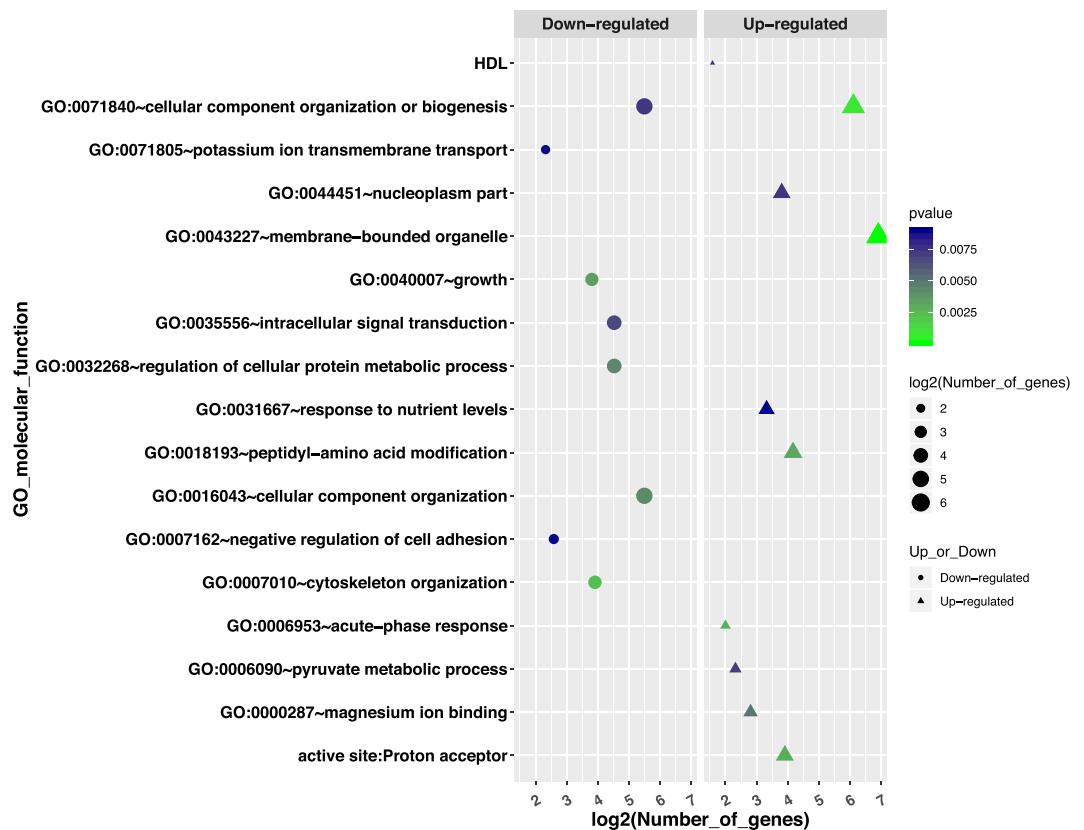 Down−regulated
Up−regulated
HDL
GO:0071840~cellular component organization or biogenesis
GO:0071805~potassium ion transmembrane transport
GO:0044451~nucleoplasm part
GO:0043227~membrane−bounded organelle
GO:0040007~growth
GO:0035556~intracellular signal transduction
GO:0032268~regulation of cellular protein metabolic process
GO:0031667~response to nutrient levels
GO:0018193~peptidyl−amino acid modification
GO:0016043~cellular component organization
GO:0007162~negative regulation of cell adhesion
GO:0007010~cytoskeleton organization
GO:0006953~acute−phase response
GO:0006090~pyruvate metabolic process
GO:0000287~magnesium ion binding
active site:Proton acceptor
GO_molecular_function
2 3 4 5 6 7
2 3 4 5 6 7
log2(Number_of_genes)
pvalue
0.0075
0.0050
0.0025
log2(Number_of_genes)
2
3
4
5
6
Up_or_Down
Down−regulated
Up−regulated